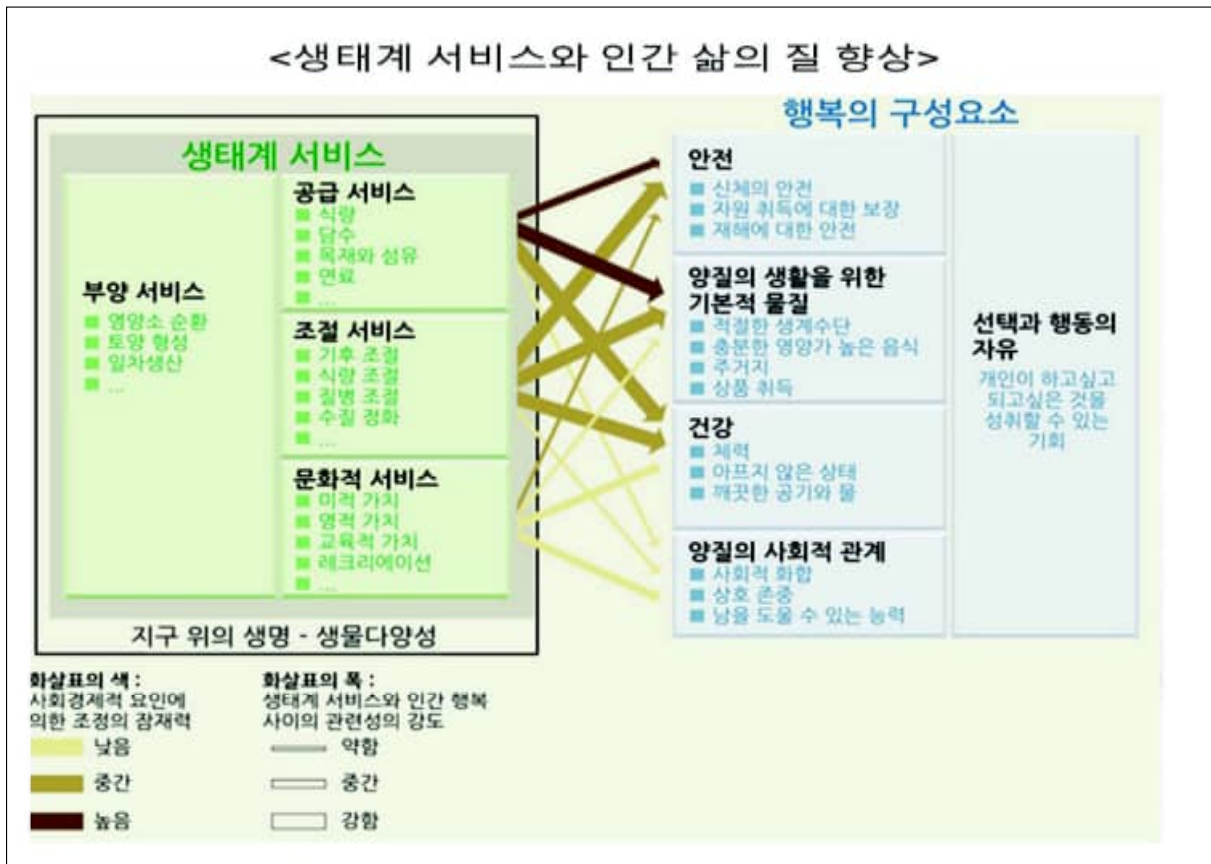 <생태계 서비스와 인간 삶의 질 향상>
생태계 서비스
부양 서비스
■ 영양소 순환
■ 토양 형성
■ 일차생산
■ ...
공급 서비스
■ 식량
■ 담수
■ 목재와 섬유
■ 연료
■ ...
조절 서비스
■ 기후 조절
■ 식량 조절
■ 질병 조절
■ 수질 정화
■ ...
문화적 서비스
■ 미적 가치
■ 영적 가치
■ 교육적 가치
■ 레크리에이션
■ ...
지구 위의 생명 - 생물다양성
행복의 구성요소
안전
■ 신체의 안전
■ 자원 취득에 대한 보장
■ 재해에 대한 안전
양질의 생활을 위한
기본적 물질
■ 적절한 생계수단
■ 충분한 영양가 높은 음식
■ 주거지
■ 상품 취득
건강
■ 체력
■ 아프지 않은 상태
■ 깨끗한 공기와 물
양질의 사회적 관계
■ 사회적 화합
■ 상호 존중
■ 남을 도울 수 있는 능력
선택과 행동의
자유
개인이 하고싶고
되고싶은 것을
성취할 수 있는
기회
화살표의 색 :
사회경제적 요인에
의한 조정의 잠재력
낮음
중간
높음
화살표의 폭 :
생태계 서비스와 인간 행복
사이의 관련성의 강도
약함
중간
강함